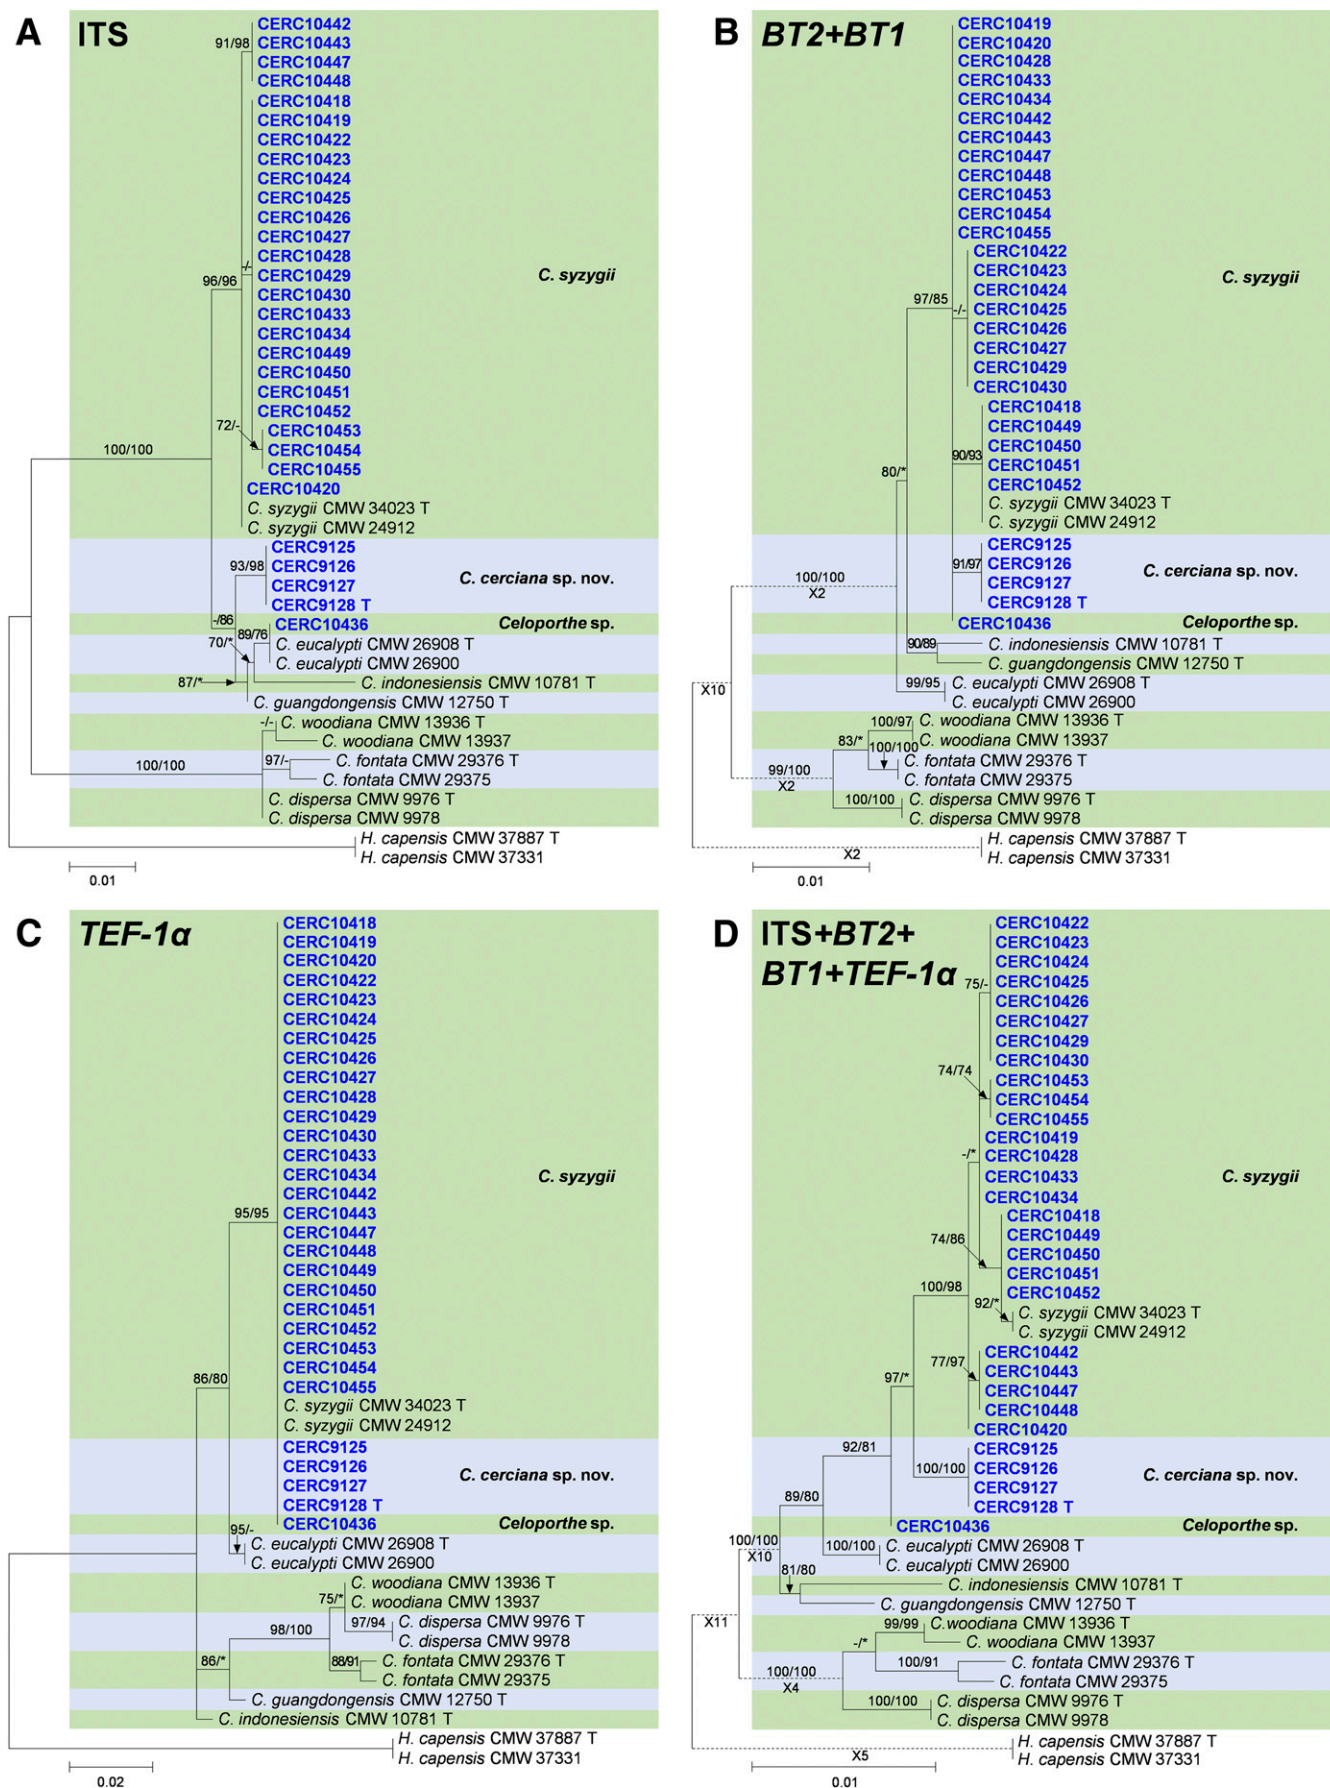 A ITS
CERC10442
91/98 CERC10443
CERC10447
CERC10448
CERC10418
CERC10419
CERC10422
CERC10423
CERC10424
CERC10425
CERC10426
CERC10427
CERC10428
-/- CERC10429
C. syzygii
96/96 CERC10430
CERC10433
CERC10434
CERC10449
CERC10450
CERC10451
CERC10452
72/- CERC10453
100/100 CERC10454
CERC10455
CERC10420
C. syzygii CMW 34023 T
C. syzygii CMW 24912
CERC9125
93/98 CERC9126
C. cerciana sp. nov.
CERC9127
CERC9128 T
-/86 CERC10436
Celoporthe sp.
70/* 89/76 C. eucalypti CMW 26908 T
C. eucalypti CMW 26900
87/* C. indonesiensis CMW 10781 T
C. guangdongensis CMW 12750 T
-/- C. woodiana CMW 13936 T
C. woodiana CMW 13937
100/100 97/- C. fontata CMW 29376 T
C. fontata CMW 29375
C. dispersa CMW 9976 T
C. dispersa CMW 9978
H. capensis CMW 37887 T
H. capensis CMW 37331
0.01
B BT2+BT1
CERC10419
CERC10420
CERC10428
CERC10433
CERC10434
CERC10442
CERC10443
CERC10447
CERC10448
CERC10453
CERC10454
CERC10455
CERC10422
CERC10423
C. syzygii
CERC10424
97/85 -/- CERC10425
CERC10426
CERC10427
CERC10429
CERC10430
CERC10418
CERC10449
CERC10450
90/93 CERC10451
80/* CERC10452
C. syzygii CMW 34023 T
C. syzygii CMW 24912
CERC9125
91/97 CERC9126
C. cerciana sp. nov.
100/100 CERC9127
X2 CERC9128 T
CERC10436
Celoporthe sp.
90/89 C. indonesiensis CMW 10781 T
C. guangdongensis CMW 12750 T
X10 99/95 C. eucalypti CMW 26908 T
C. eucalypti CMW 26900
100/97 C. woodiana CMW 13936 T
83/* C. woodiana CMW 13937
100/100 C. fontata CMW 29376 T
99/100 C. fontata CMW 29375
X2
100/100 C. dispersa CMW 9976 T
C. dispersa CMW 9978
H. capensis CMW 37887 T
X2 H. capensis CMW 37331
0.01
C TEF-1α
CERC10418
CERC10419
CERC10420
CERC10422
CERC10423
CERC10424
CERC10425
CERC10426
CERC10427
CERC10428
CERC10429
CERC10430
CERC10433
CERC10434
C. syzygii
CERC10442
95/95 CERC10443
CERC10447
CERC10448
CERC10449
CERC10450
CERC10451
CERC10452
CERC10453
CERC10454
86/80 CERC10455
C. syzygii CMW 34023 T
C. syzygii CMW 24912
CERC9125
CERC9126
C. cerciana sp. nov.
CERC9127
CERC9128 T
CERC10436
Celoporthe sp.
95/- C. eucalypti CMW 26908 T
C. eucalypti CMW 26900
C. woodiana CMW 13936 T
75/* C. woodiana CMW 13937
98/100 97/94 C. dispersa CMW 9976 T
C. dispersa CMW 9978
86/* 88/91 C. fontata CMW 29376 T
C. fontata CMW 29375
C. guangdongensis CMW 12750 T
C. indonesiensis CMW 10781 T
H. capensis CMW 37887 T
H. capensis CMW 37331
0.02
D ITS+BT2+
BT1+TEF-1α
CERC10422
CERC10423
CERC10424
75/- CERC10425
CERC10426
CERC10427
CERC10429
CERC10430
74/74 CERC10453
CERC10454
CERC10455
CERC10419
-/* CERC10428
CERC10433
C. syzygii
CERC10434
CERC10418
74/86 CERC10449
CERC10450
CERC10451
100/98 CERC10452
92/* C. syzygii CMW 34023 T
C. syzygii CMW 24912
CERC10442
77/97 CERC10443
97/* CERC10447
CERC10448
CERC10420
92/81 CERC9125
CERC9126
100/100 C. cerciana sp. nov.
CERC9127
89/80 CERC9128 T
CERC10436
Celoporthe sp.
100/100 100/100 C. eucalypti CMW 26908 T
X10 C. eucalypti CMW 26900
81/80 C. indonesiensis CMW 10781 T
C. guangdongensis CMW 12750 T
X11 99/99 C.woodiana CMW 13936 T
-/* C. woodiana CMW 13937
100/91 C. fontata CMW 29376 T
100/100 C. fontata CMW 29375
X4
100/100 C. dispersa CMW 9976 T
C. dispersa CMW 9978
H. capensis CMW 37887 T
X5 H. capensis CMW 37331
0.01